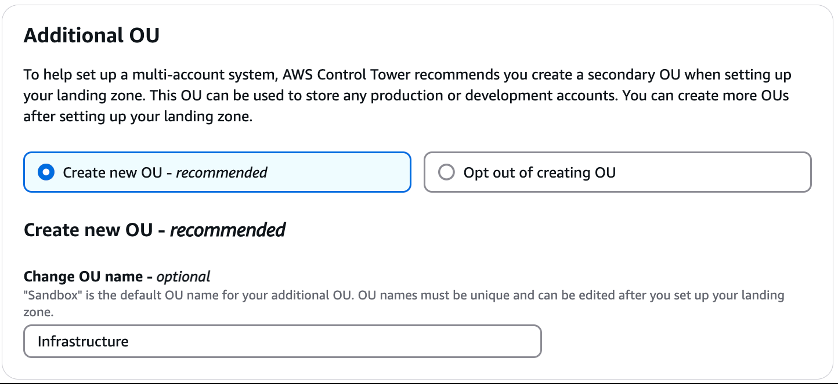 Additional OU
To help set up a multi-account system, AWS Control Tower recommends you create a secondary OU when setting up
your landing zone. This OU can be used to store any production or development accounts. You can create more OUs
after setting up your landing zone.
Create new OU - recommended
Opt out of creating OU
Create new OU - recommended
Change OU name - optional
"Sandbox" is the default OU name for your additional OU. OU names must be unique and can be edited after you set up your landing
zone.
Infrastructure